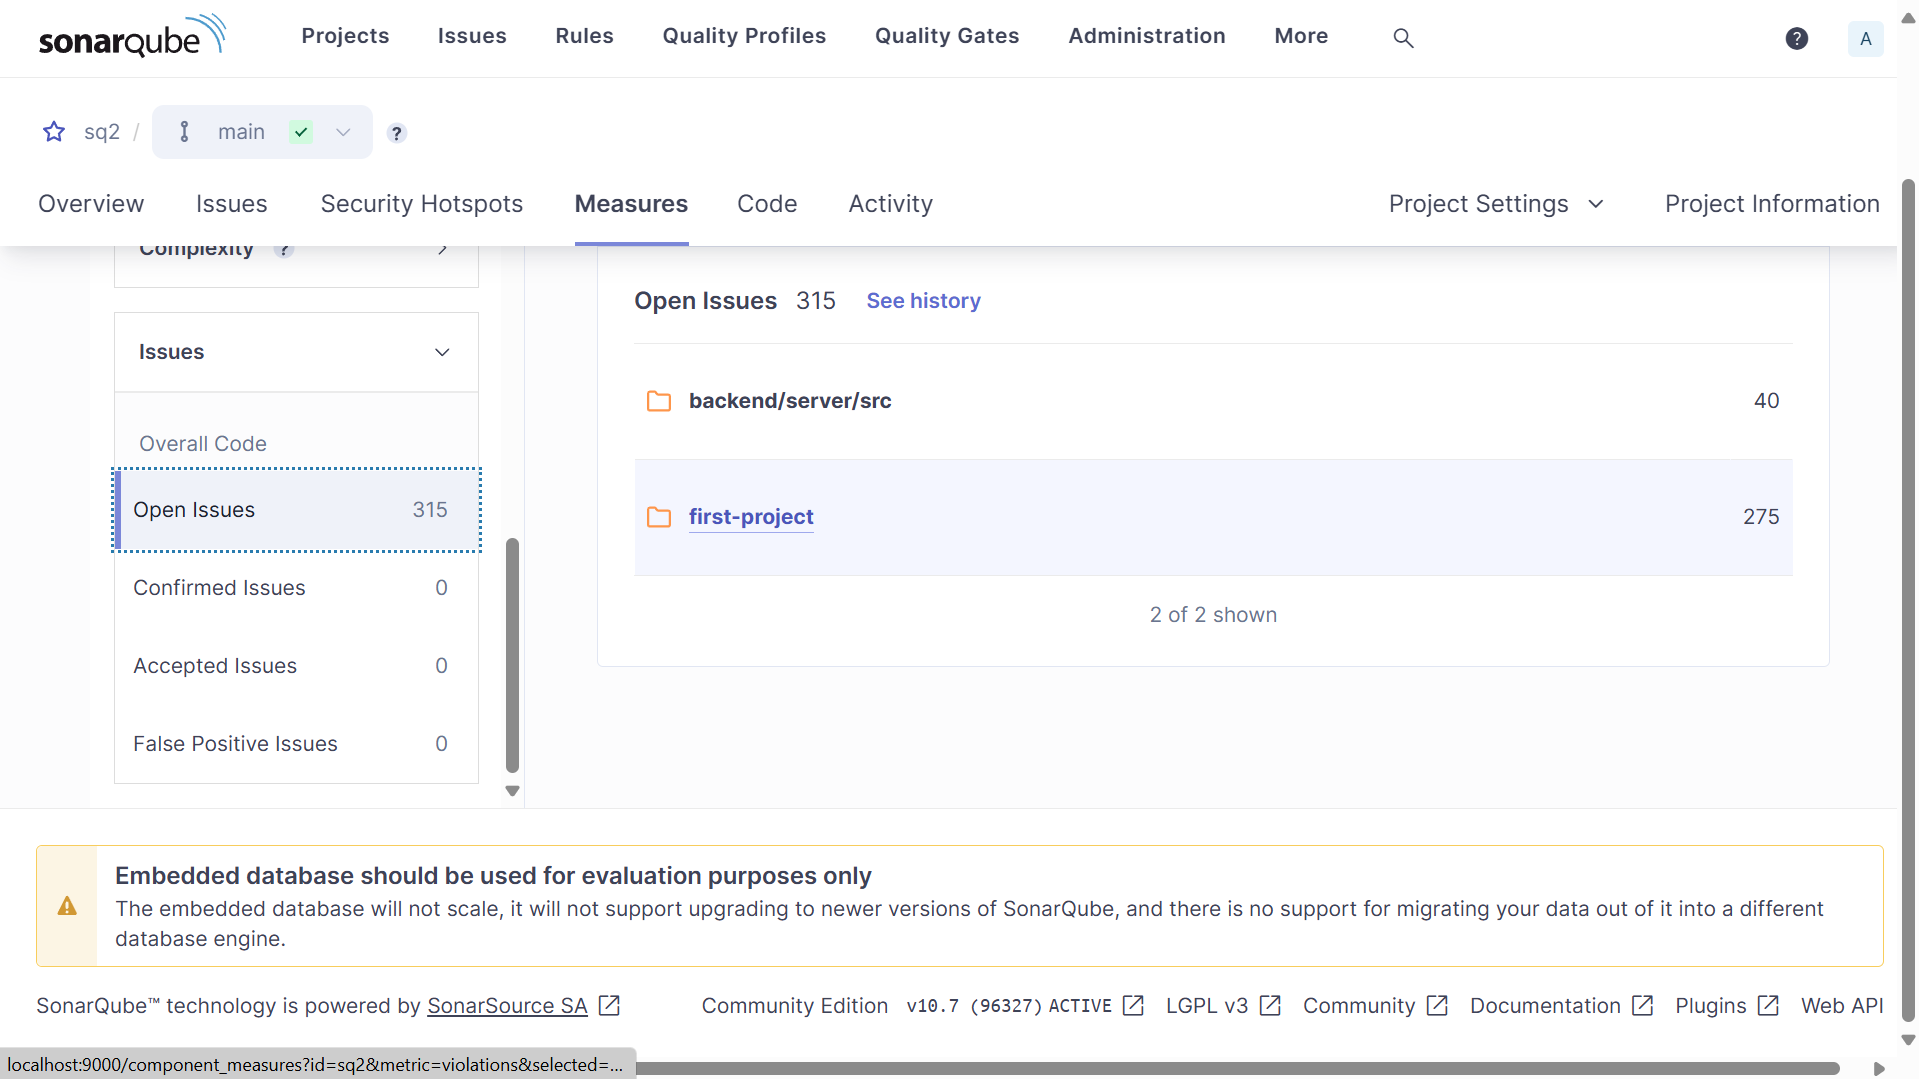 sonarqube
Projects Issues Rules Quality Profiles Quality Gates Administration More ? A
sq2 / main ?
Overview Issues Security Hotspots Measures Code Activity Project Settings Project Information
Complexity ?
Open Issues 315 See history
Issues
backend/server/src 40
Overall Code
Open Issues 315
first-project 275
Confirmed Issues 0
2 of 2 shown
Accepted Issues 0
False Positive Issues 0
Embedded database should be used for evaluation purposes only
The embedded database will not scale, it will not support upgrading to newer versions of SonarQube, and there is no support for migrating your data out of it into a different
database engine.
SonarQube™ technology is powered by SonarSource SA Community Edition v10.7 (96327) ACTIVE LGPL v3 Community Documentation Plugins Web API
localhost:9000/component_measures?id=sq2&metric=violations&selected=...